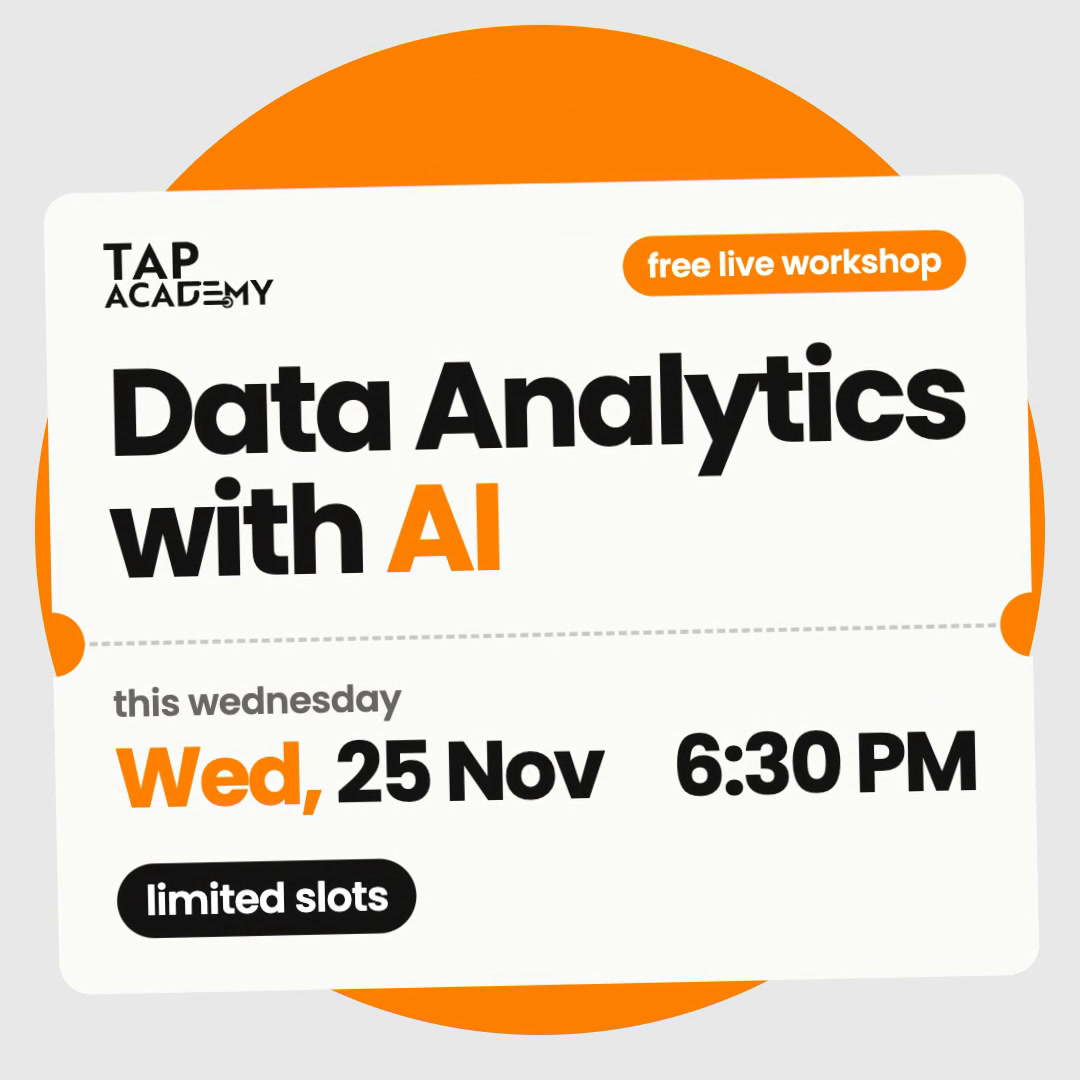 TAP
ACADEMY
free live workshop
Data Analytics
with AI
this wednesday
Wed, 25 Nov 6:30 PM
limited slots